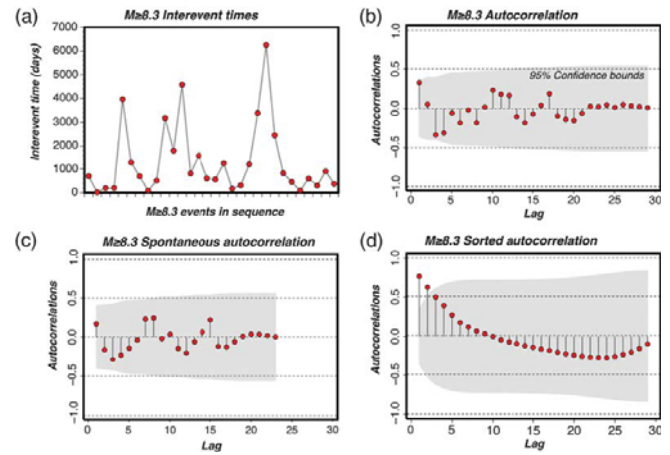 (a) M≥8.3 Interevent times
Interevent time (days)
7000
6000
5000
4000
3000
2000
1000
0
M≥8.3 events in sequence
(b) M≥8.3 Autocorrelation
Autocorrelations
1.0
0.5
0.0
-0.5
-1.0
95% Confidence bounds
0 5 10 15 20 25 30
Lag
(c) M≥8.3 Spontaneous autocorrelation
Autocorrelations
1.0
0.5
0.0
-0.5
-1.0
0 5 10 15 20 25 30
Lag
(d) M≥8.3 Sorted autocorrelation
Autocorrelations
1.0
0.5
0.0
-0.5
-1.0
0 5 10 15 20 25 30
Lag